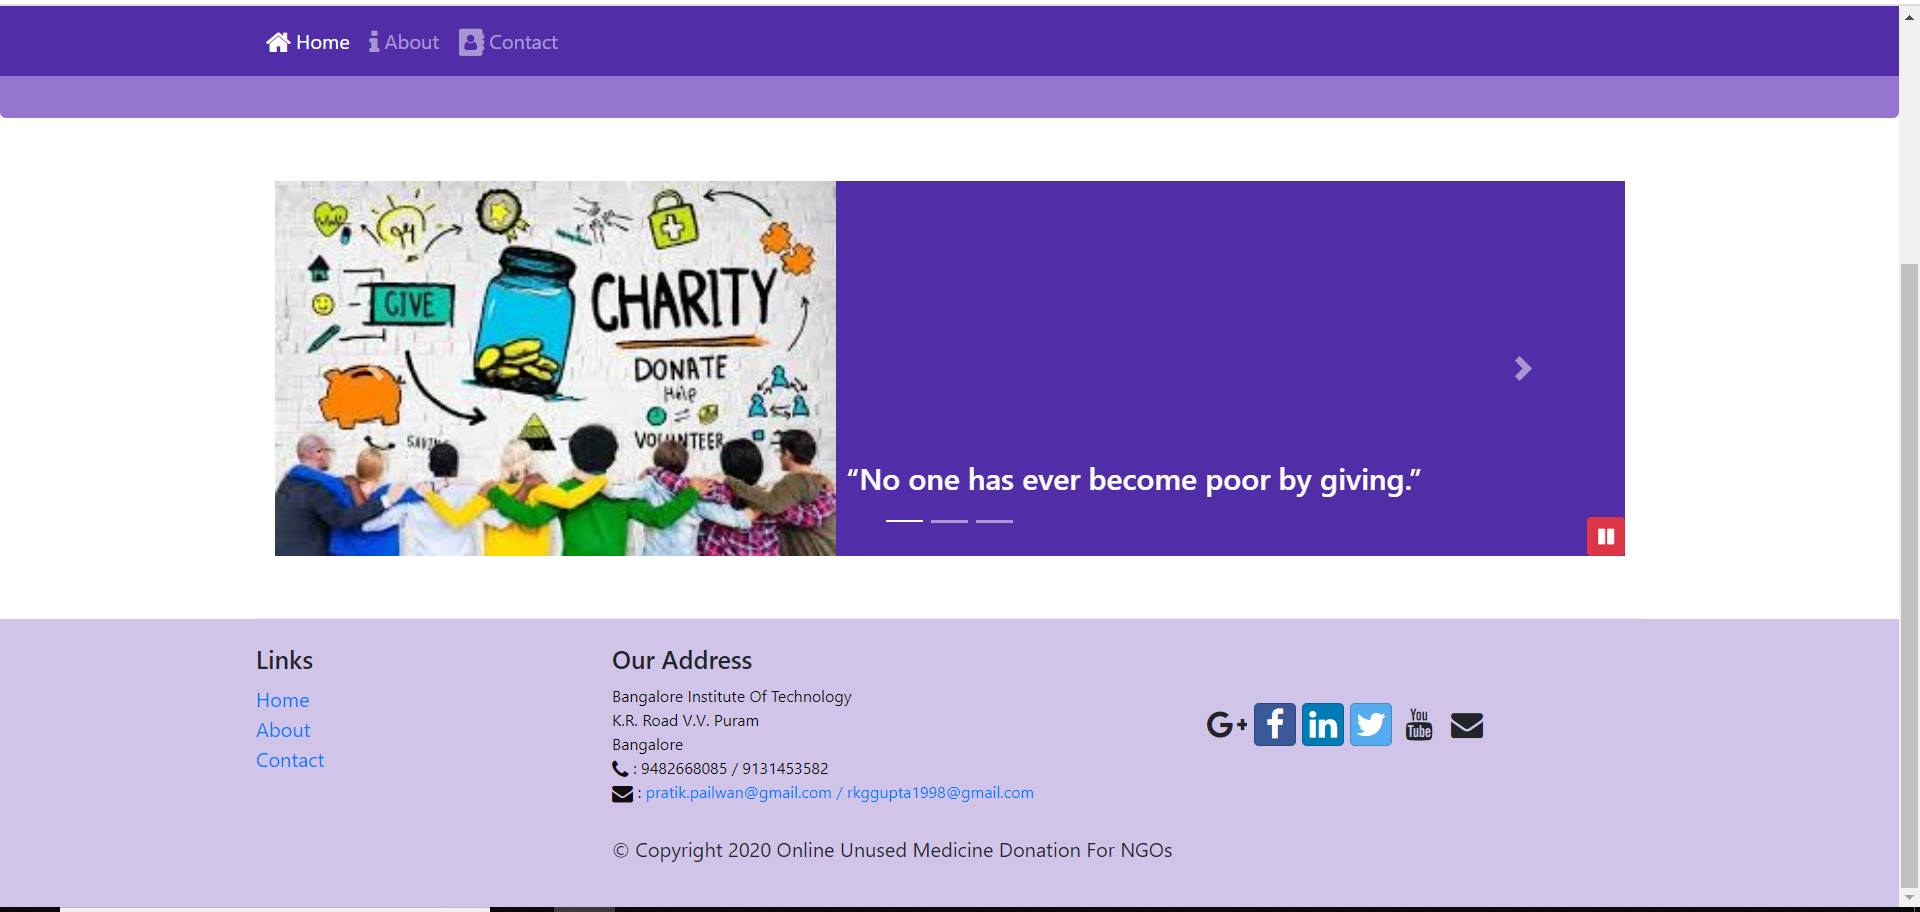 Home About Contact
GIVE
CHARITY
DONATE
Help
VOLUNTEER
“No one has ever become poor by giving.”
Links
Home
About
Contact
Our Address
Bangalore Institute Of Technology
K.R. Road V.V. Puram
Bangalore
: 9482668085 / 9131453582
: pratik.pailwan@gmail.com / rkggupta1998@gmail.com
G+ f in You Tube
© Copyright 2020 Online Unused Medicine Donation For NGOs